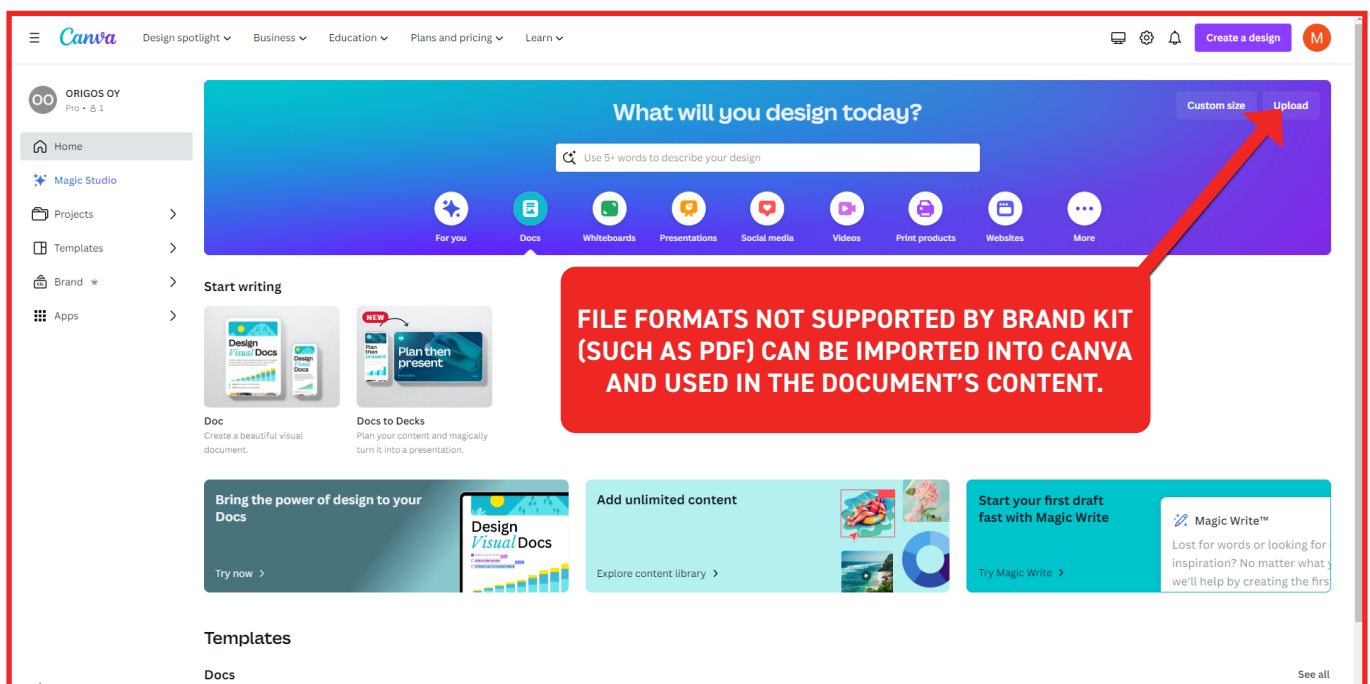 Canva
Design spotlight
Business
Education
Plans and pricing
Learn
Create a design
M
OO
ORIGOS OY
Pro • 1
Home
Magic Studio
Projects
Templates
Brand
Apps
What will you design today?
Custom size
Upload
Use 5+ words to describe your design
For you
Docs
Whiteboards
Presentations
Social media
Videos
Print products
Websites
More
FILE FORMATS NOT SUPPORTED BY BRAND KIT
(SUCH AS PDF) CAN BE IMPORTED INTO CANVA
AND USED IN THE DOCUMENT’S CONTENT.
Start writing
Design
Visual Docs
Design
Visual
Docs
NEW
Plan
then
present
Plan then
present
Doc
Create a beautiful visual
document.
Docs to Decks
Plan your content and magically
turn it into a presentation.
Bring the power of design to your
Docs
Try now
Design
Visual Docs
Add unlimited content
Explore content library
Start your first draft
fast with Magic Write
Try Magic Write
Magic Write™
Lost for words or looking for
inspiration? No matter what
we'll help by creating the firs
Templates
Docs
See all